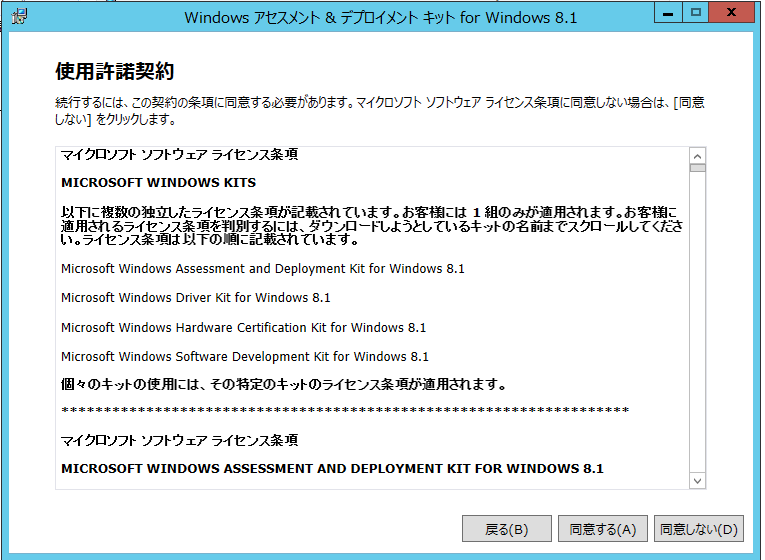 Windows アセスメント & デプロイメント キット for Windows 8.1
使用許諾契約
続行するには、この契約の条項に同意する必要があります。マイクロソフト ソフトウェア ライセンス条項に同意しない場合は、[同意
しない] をクリックします。
マイクロソフト ソフトウェア ライセンス条項
MICROSOFT WINDOWS KITS
以下に複数の独立したライセンス条項が記載されています。お客様には 1 組のみが適用されます。お客様に
適用されるライセンス条項を判別するには、ダウンロードしようとしているキットの名前までスクロールしてくださ
い。ライセンス条項は以下の順に記載されています。
Microsoft Windows Assessment and Deployment Kit for Windows 8.1
Microsoft Windows Driver Kit for Windows 8.1
Microsoft Windows Hardware Certification Kit for Windows 8.1
Microsoft Windows Software Development Kit for Windows 8.1
個々のキットの使用には、その特定のキットのライセンス条項が適用されます。
*******************************************************************
マイクロソフト ソフトウェア ライセンス条項
MICROSOFT WINDOWS ASSESSMENT AND DEPLOYMENT KIT FOR WINDOWS 8.1
戻る(B) 同意する(A) 同意しない(D)